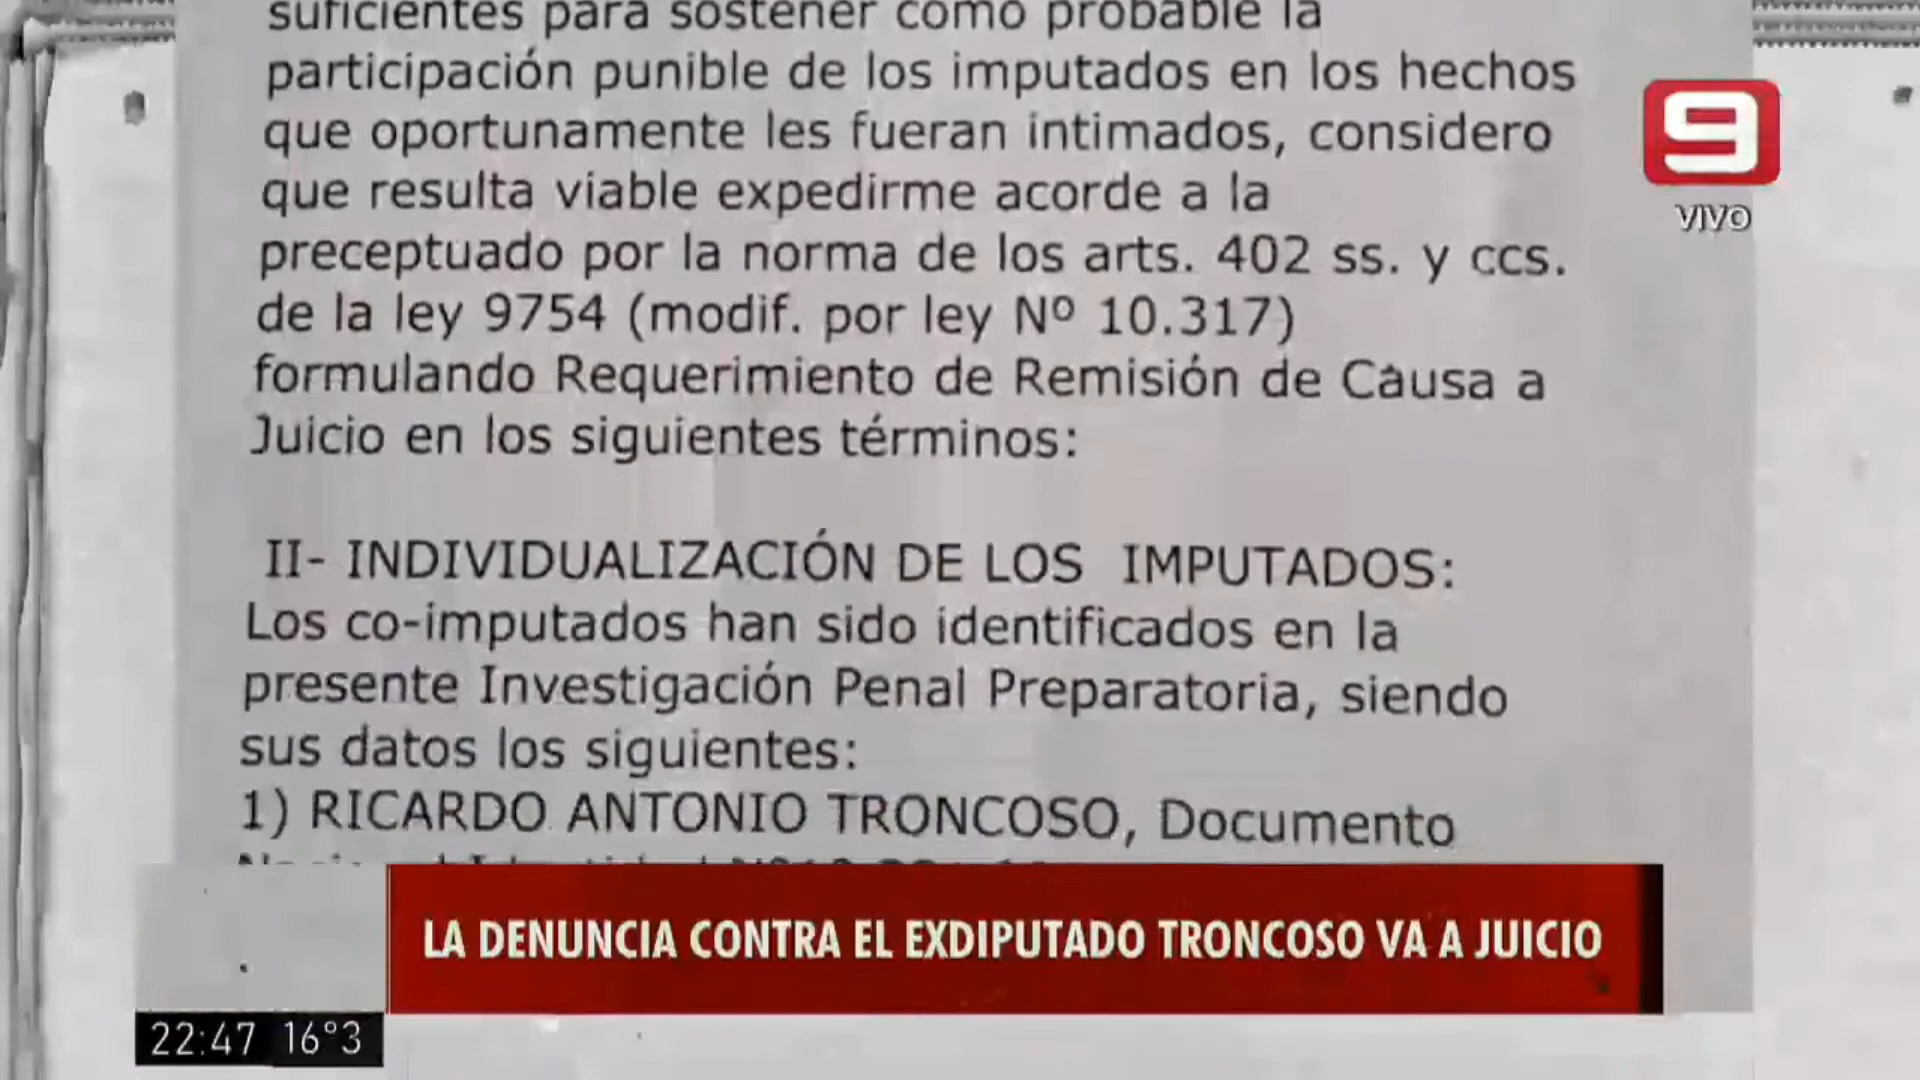 suficientes para sostener como probable la
participación punible de los imputados en los hechos
que oportunamente les fueran intimados, considero
que resulta viable expedirme acorde a la
preceptuado por la norma de los arts. 402 ss. y ccs.
de la ley 9754 (modif. por ley Nº 10.317)
formulando Requerimiento de Remisión de Causa a
Juicio en los siguientes términos:
II- INDIVIDUALIZACIÓN DE LOS IMPUTADOS:
Los co-imputados han sido identificados en la
presente Investigación Penal Preparatoria, siendo
sus datos los siguientes:
1) RICARDO ANTONIO TRONCOSO, Documento
9
VIVO
LA DENUNCIA CONTRA EL EXDIPUTADO TRONCOSO VA A JUICIO
22:47 16°3